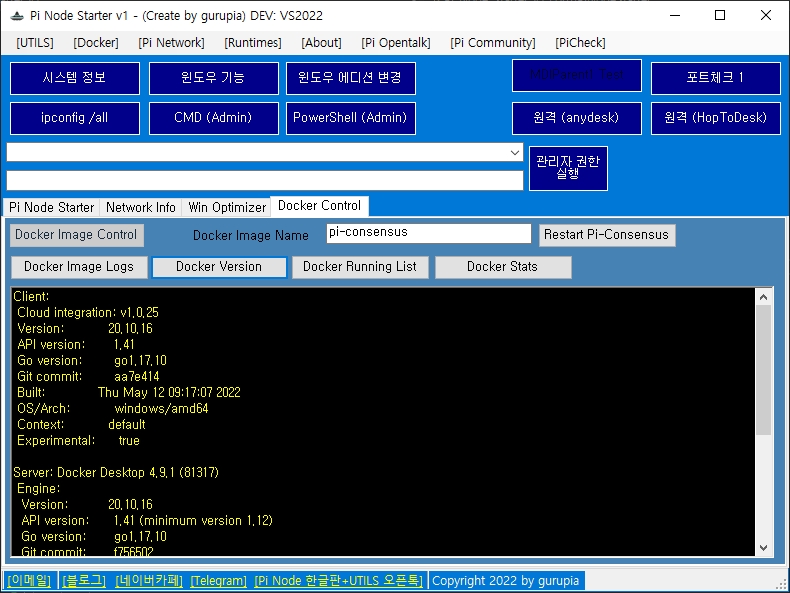 Pi Node Starter v1 - (Create by gurupia) DEV: VS2022
[UTILS] [Docker] [Pi Network] [Runtimes] [About] [Pi Opentalk] [Pi Community] [PiCheck]
시스템 정보 윈도우 기능 윈도우 에디션 변경 포트체크 1
ipconfig /all CMD (Admin) PowerShell (Admin) 원격 (anydesk) 원격 (HopToDesk)
관리자 권한
실행
Pi Node Starter Network Info Win Optimizer Docker Control
Docker Image Control Docker Image Name pi-consensus Restart Pi-Consensus
Docker Image Logs Docker Version Docker Running List Docker Stats
Client:
Cloud integration: v1.0.25
Version: 20.10.16
API version: 1.41
Go version: go1.17.10
Git commit: aa7e414
Built: Thu May 12 09:17:07 2022
OS/Arch: windows/amd64
Context: default
Experimental: true
Server: Docker Desktop 4.9.1 (81317)
Engine:
Version: 20.10.16
API version: 1.41 (minimum version 1.12)
Go version: go1.17.10
Git commit: f756502
[이메일] [블로그] [네이버카페] [Telegram] [Pi Node 한글판+UTILS 오픈톡] Copyright 2022 by gurupia